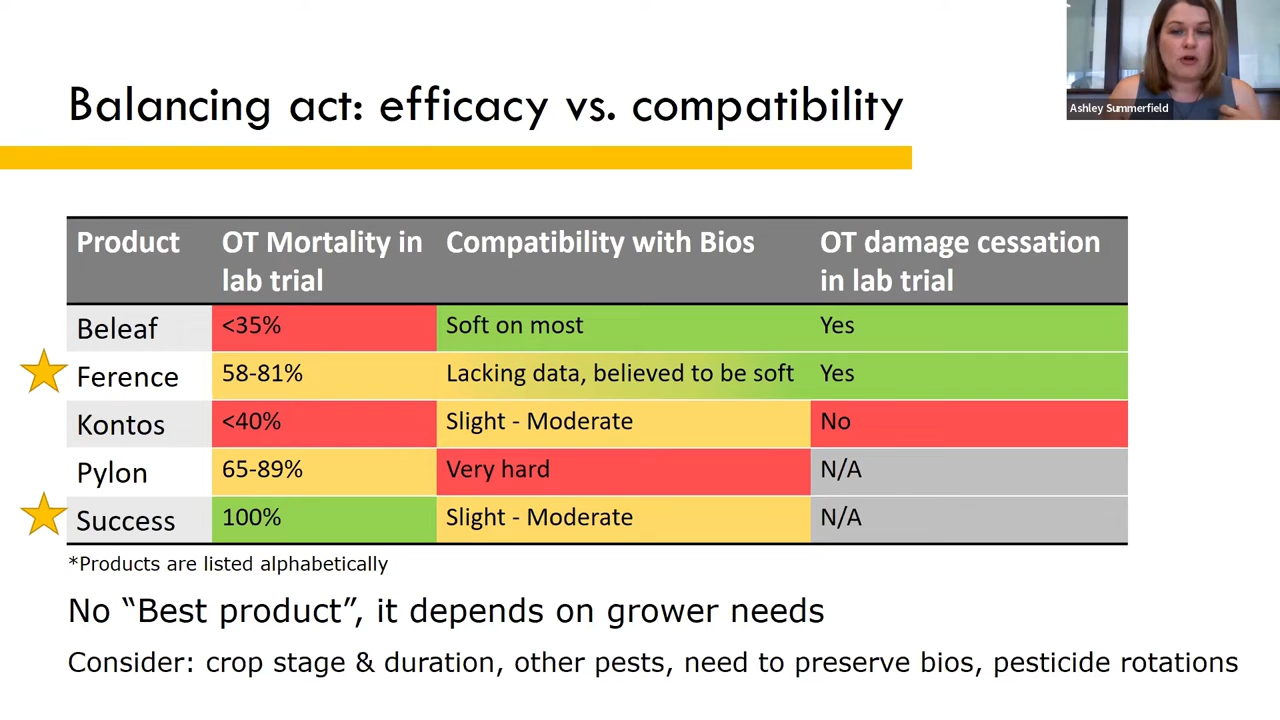 Ashley Summerfield
Balancing act: efficacy vs. compatibility
Product OT Mortality in lab trial Compatibility with Bios OT damage cessation in lab trial
Beleaf <35% Soft on most Yes
Ference 58-81% Lacking data, believed to be soft Yes
Kontos <40% Slight - Moderate No
Pylon 65-89% Very hard N/A
Success 100% Slight - Moderate N/A
*Products are listed alphabetically
No “Best product”, it depends on grower needs
Consider: crop stage & duration, other pests, need to preserve bios, pesticide rotations